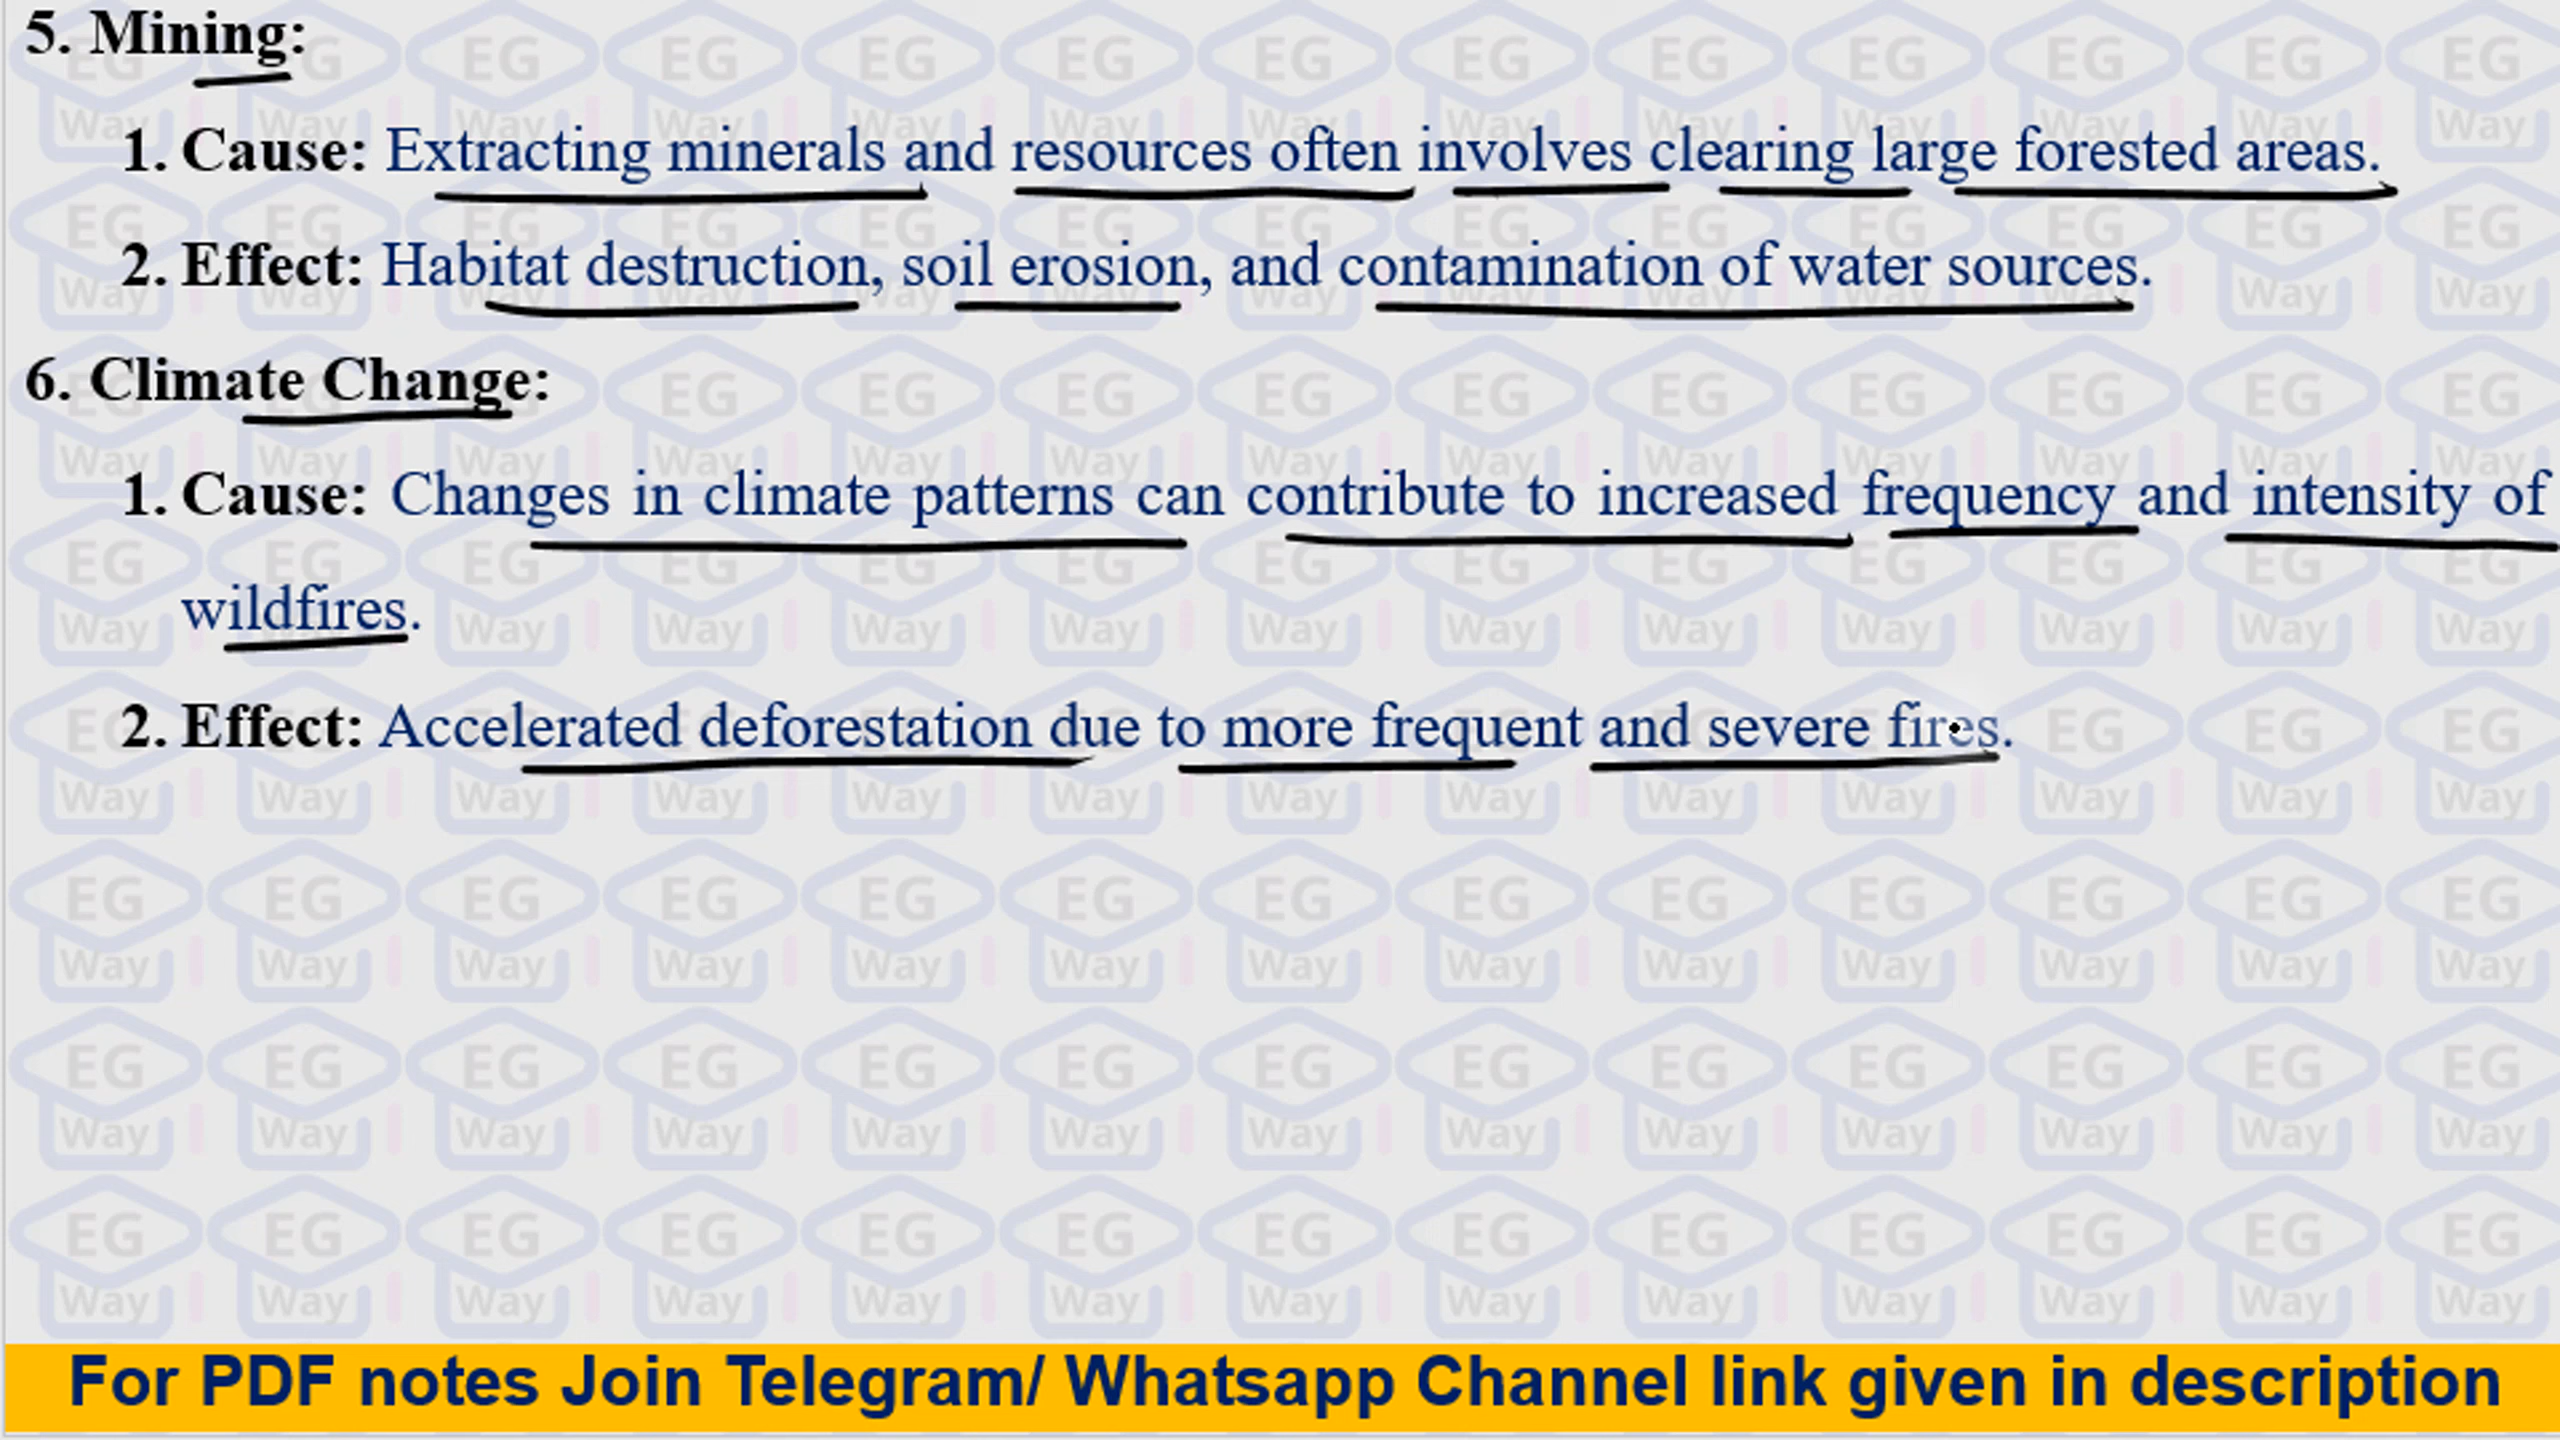 5. Mining:
1. Cause: Extracting minerals and resources often involves clearing large forested areas.
2. Effect: Habitat destruction, soil erosion, and contamination of water sources.
6. Climate Change:
1. Cause: Changes in climate patterns can contribute to increased frequency and intensity of
wildfires.
2. Effect: Accelerated deforestation due to more frequent and severe fires.
EG Way
For PDF notes Join Telegram/ Whatsapp Channel link given in description